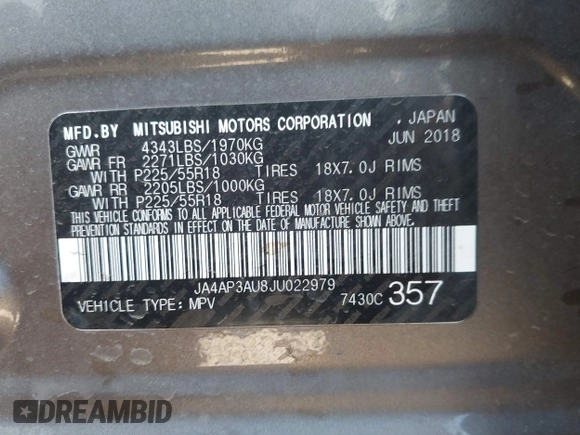 MFD.BY MITSUBISHI MOTORS CORPORATION , JAPAN
JUN 2018
GVWR 4343LBS/1970KG
GAWR FR 2271LBS/1030KG
WITH P225/55R18 TIRES 18X7.0J RIMS
GAWR RR 2205LBS/1000KG
WITH P225/55R18 TIRES 18X7.0J RIMS
THIS VEHICLE CONFORMS TO ALL APPLICABLE FEDERAL MOTOR VEHICLE SAFETY AND THEFT
PREVENTION STANDARDS IN EFFECT ON THE DATE OF MANUFACTURE SHOWN ABOVE.
JA4AP3AU8JU022979
VEHICLE TYPE: MPV 7430C 357
DREAMBID